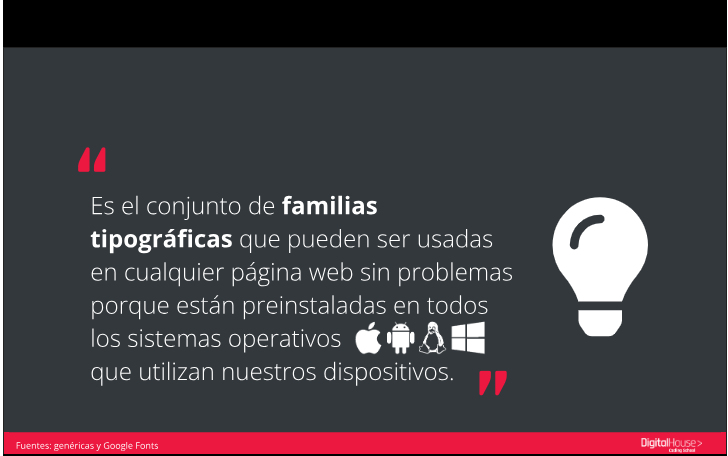 “
Es el conjunto de familias
tipográficas que pueden ser usadas
en cualquier página web sin problemas
porque están preinstaladas en todos
los sistemas operativos
que utilizan nuestros dispositivos.
”
Fuentes: genéricas y Google Fonts
DigitalHouse>
Coding School